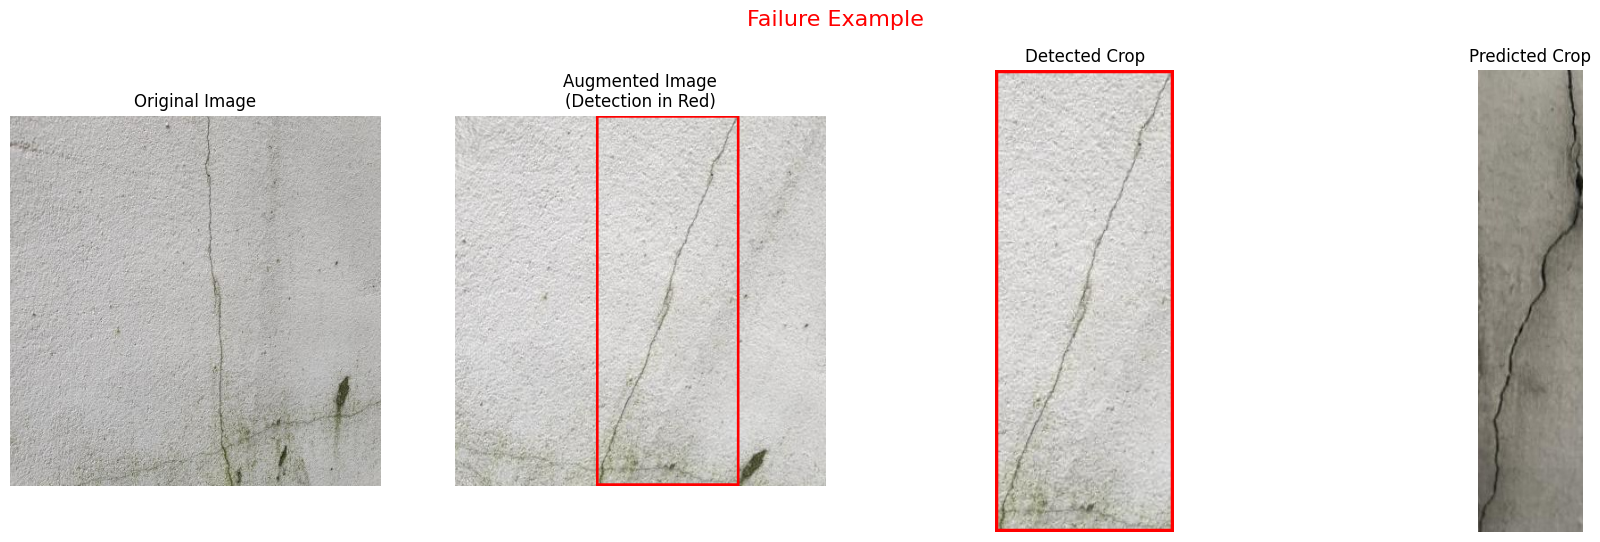 Failure Example
Original Image
Augmented Image
(Detection in Red)
Detected Crop
Predicted Crop